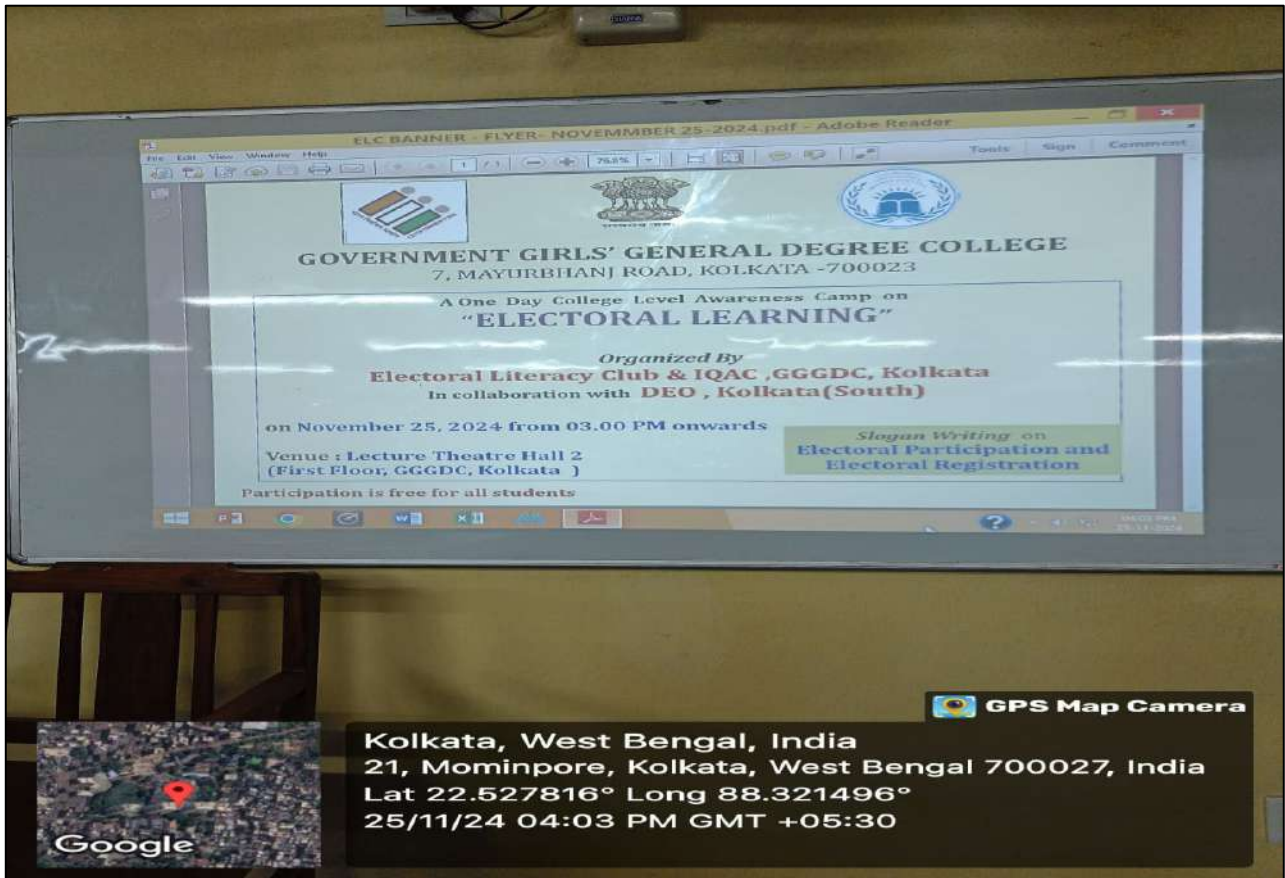 ELC BANNER - FLYER- NOVEMMBER 25-2024.pdf - Adobe Reader
File Edit View Window Help
1 / 1 76.8%
Tools Sign Comment
GOVERNMENT GIRLS' GENERAL DEGREE COLLEGE
7, MAYURBHANJ ROAD, KOLKATA -700023
A One Day College Level Awareness Camp on
"ELECTORAL LEARNING"
Organized By
Electoral Literacy Club & IQAC ,GGGDC, Kolkata
In collaboration with DEO , Kolkata(South)
on November 25, 2024 from 03.00 PM onwards
Venue : Lecture Theatre Hall 2
(First Floor, GGGDC, Kolkata )
Slogan Writing on
Electoral Participation and
Electoral Registration
Participation is free for all students
GPS Map Camera
Kolkata, West Bengal, India
21, Mominpore, Kolkata, West Bengal 700027, India
Lat 22.527816° Long 88.321496°
25/11/24 04:03 PM GMT +05:30
Google